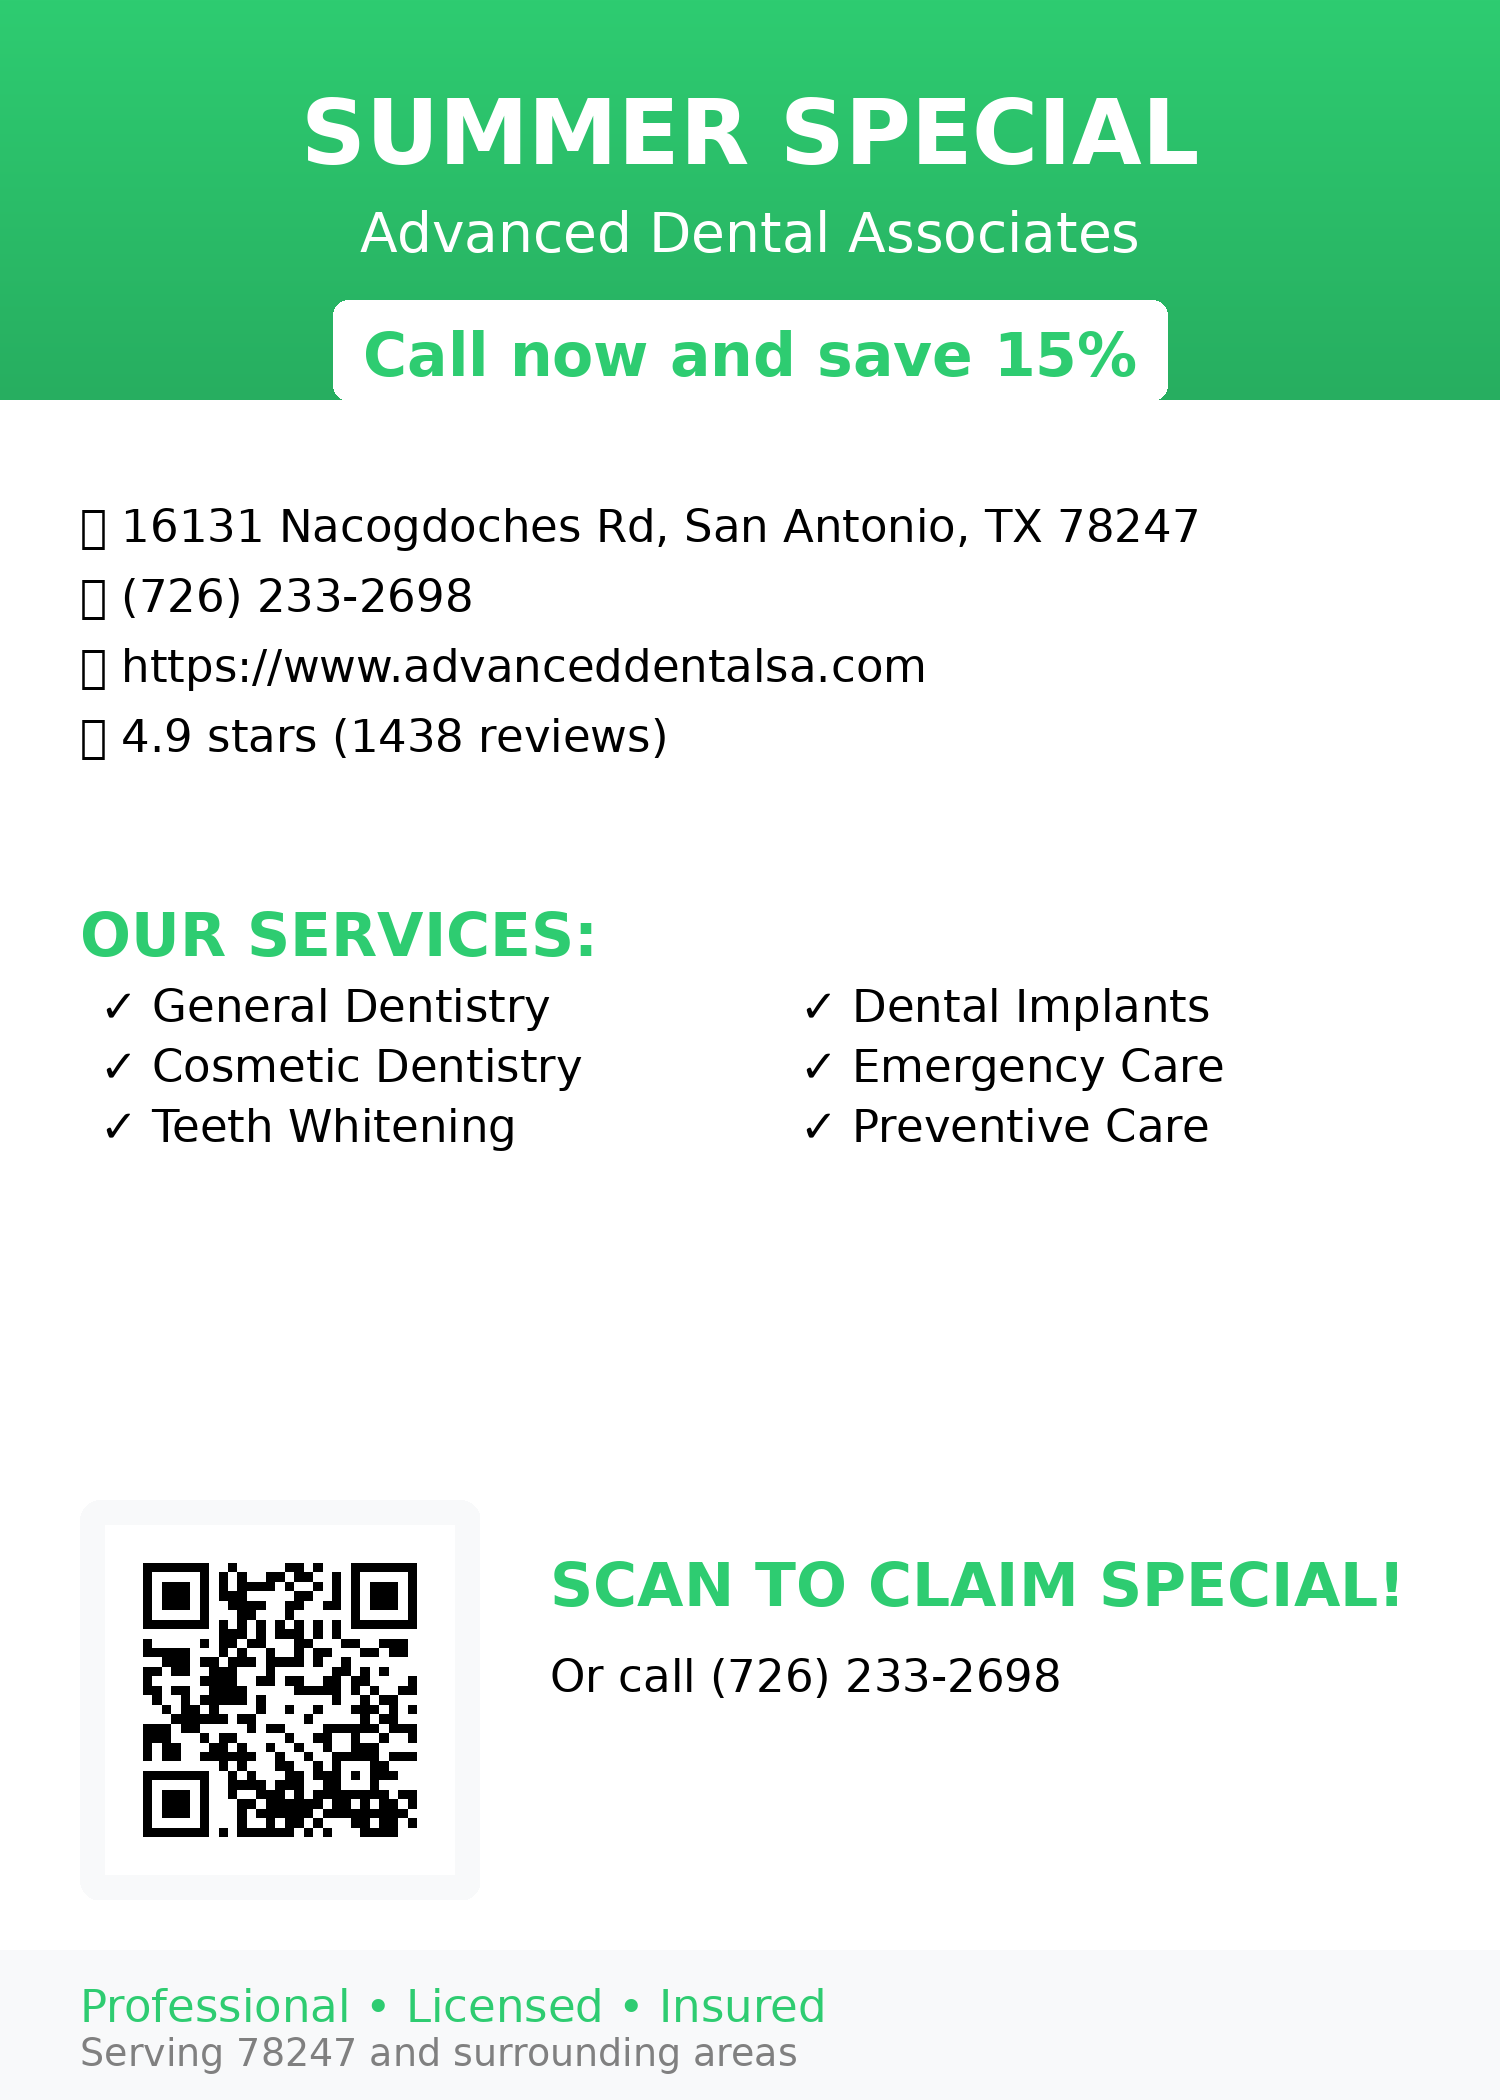 SUMMER SPECIAL
Advanced Dental Associates
Call now and save 15%
16131 Nacogdoches Rd, San Antonio, TX 78247
(726) 233-2698
https://www.advanceddentalsa.com
4.9 stars (1438 reviews)
OUR SERVICES:
✓ General Dentistry
✓ Cosmetic Dentistry
✓ Teeth Whitening
✓ Dental Implants
✓ Emergency Care
✓ Preventive Care
SCAN TO CLAIM SPECIAL!
Or call (726) 233-2698
Professional • Licensed • Insured
Serving 78247 and surrounding areas